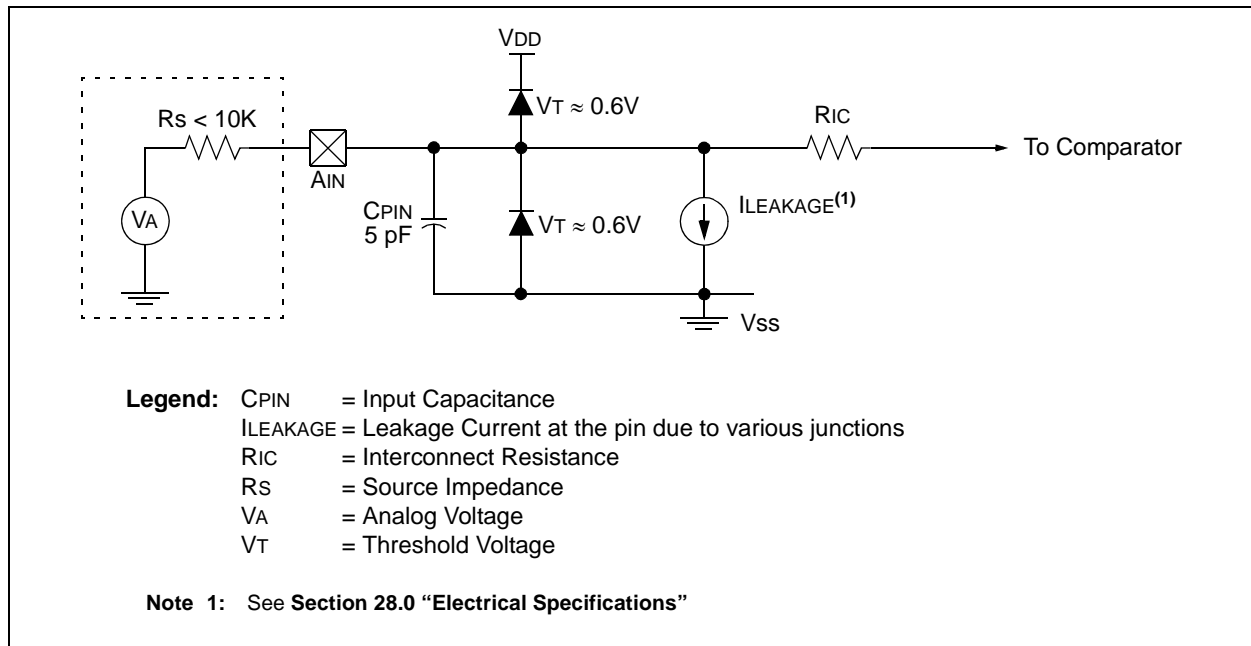 VDD
VT ≈ 0.6V
Rs < 10K
RIC
To Comparator
AIN
VA
CPIN
5 pF
VT ≈ 0.6V
ILEAKAGE(1)
Vss
Legend: CPIN = Input Capacitance
ILEAKAGE = Leakage Current at the pin due to various junctions
RIC = Interconnect Resistance
RS = Source Impedance
VA = Analog Voltage
VT = Threshold Voltage
Note 1: See Section 28.0 “Electrical Specifications”